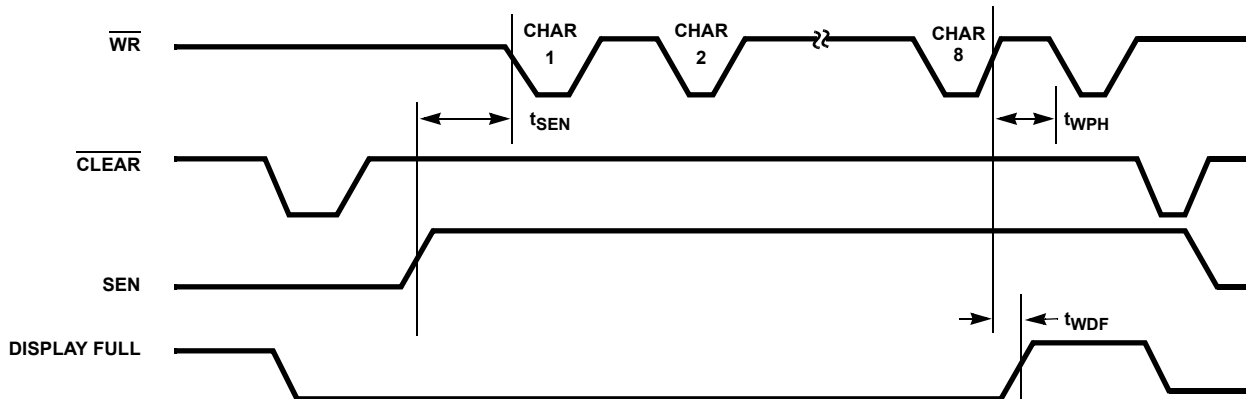 WR
CHAR
1
CHAR
2
CHAR
8
tSEN
tWPH
CLEAR
SEN
tWDF
DISPLAY FULL